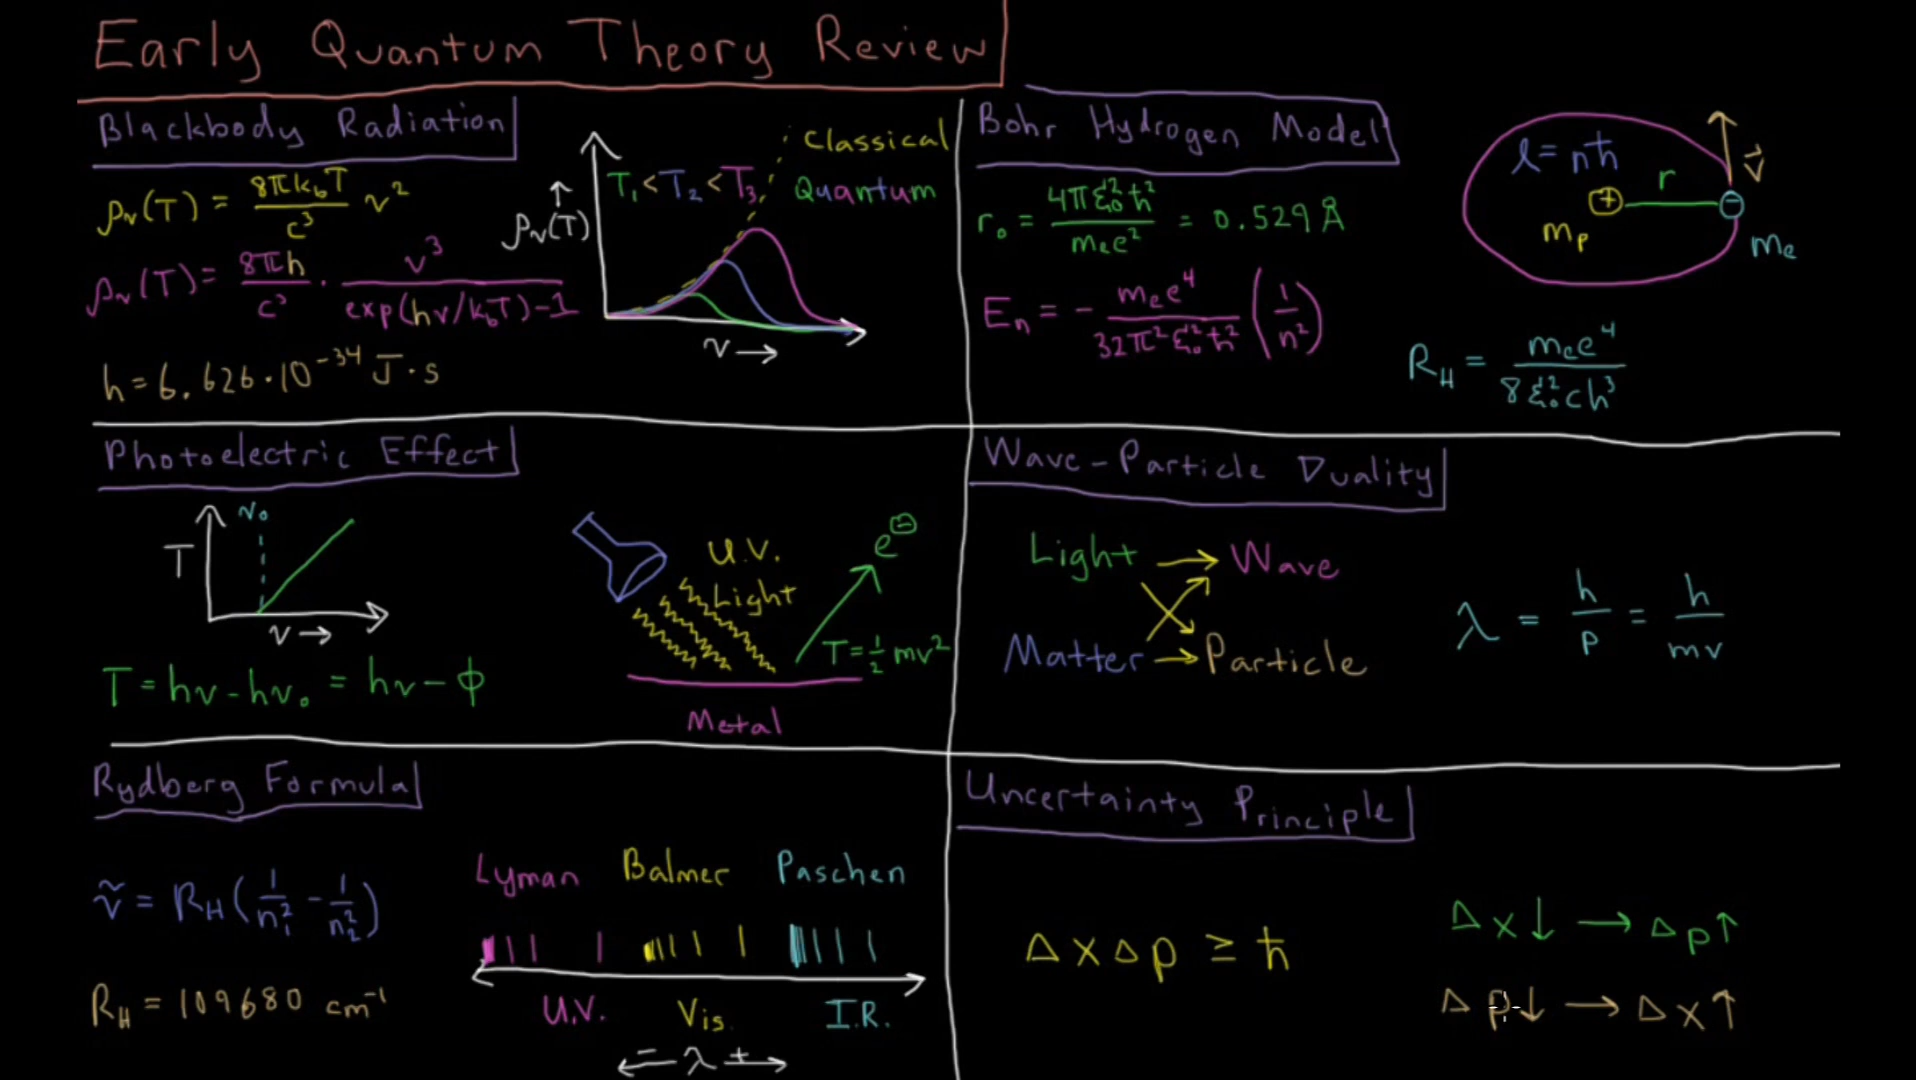 Early Quantum Theory Review
Blackbody Radiation
ρν(T) = 8πk_bT/c³ ν²
ρν(T) = 8πh/c³ · ν³/(exp(hν/k_bT)-1)
h = 6.626·10⁻³⁴ J·s
Classical
T₁ < T₂ < T₃
Quantum
↑
ρν(T)
ν →
Bohr Hydrogen Model
r₀ = 4πε₀ħ²/(mₑe²) = 0.529 Å
Eₙ = - mₑe⁴/(32π²ε₀²ħ²) (1/n²)
l = nħ
r
v⃗
+
-
m_p
mₑ
R_H = mₑe⁴/(8ε₀²ch³)
Photoelectric Effect
T
ν₀
ν →
T = hν - hν₀ = hν - ϕ
U.V.
Light
e⊖
T = ½mv²
Metal
Wave-Particle Duality
Light → Wave
Matter → Particle
λ = h/p = h/mv
Rydberg Formula
ν̃ = R_H(1/n₁² - 1/n₂²)
R_H = 109680 cm⁻¹
Lyman Balmer Paschen
U.V. Vis. I.R.
← - λ + →
Uncertainty Principle
ΔxΔp ≥ ħ
Δx↓ → Δp↑
Δp↓ → Δx↑